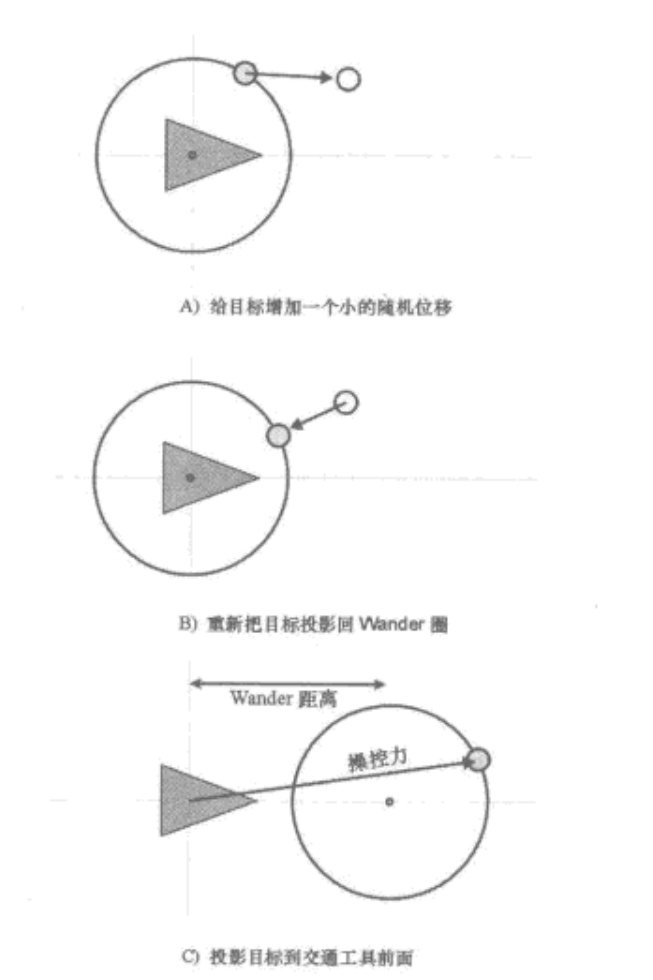 A) 给目标增加一个小的随机位移
B) 重新把目标投影回 Wander 圈
Wander 距离
操控力
C) 投影目标到交通工具前面